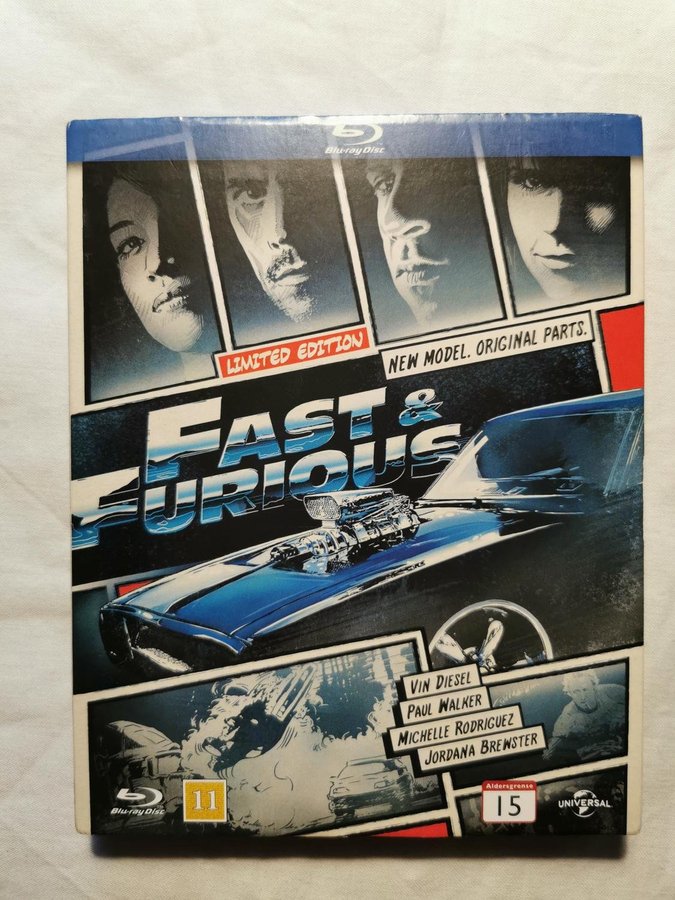 Blu-ray Disc
LIMITED EDITION
NEW MODEL. ORIGINAL PARTS.
FAST &
FURIOUS
VIN DIESEL
PAUL WALKER
MICHELLE RODRIGUEZ
JORDANA BREWSTER
Blu-ray Disc
11
Aldersgrense
15
UNIVERSAL